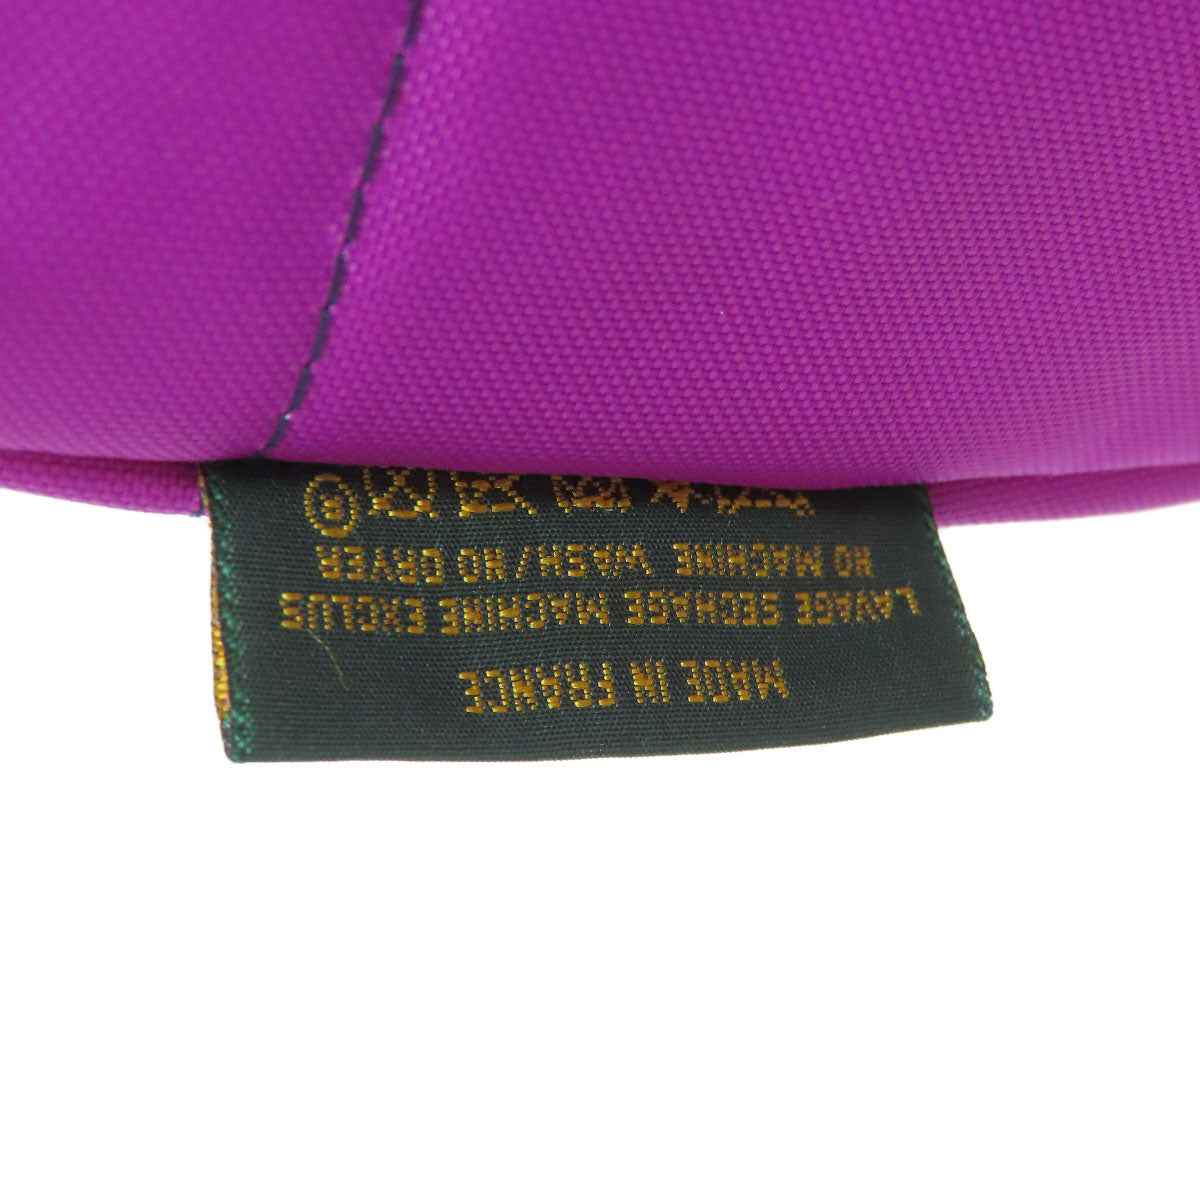 MADE IN FRANCE
LAVAGE SECHAGE MACHINE EXCLUS
NO MACHINE WASH/NO DRYER